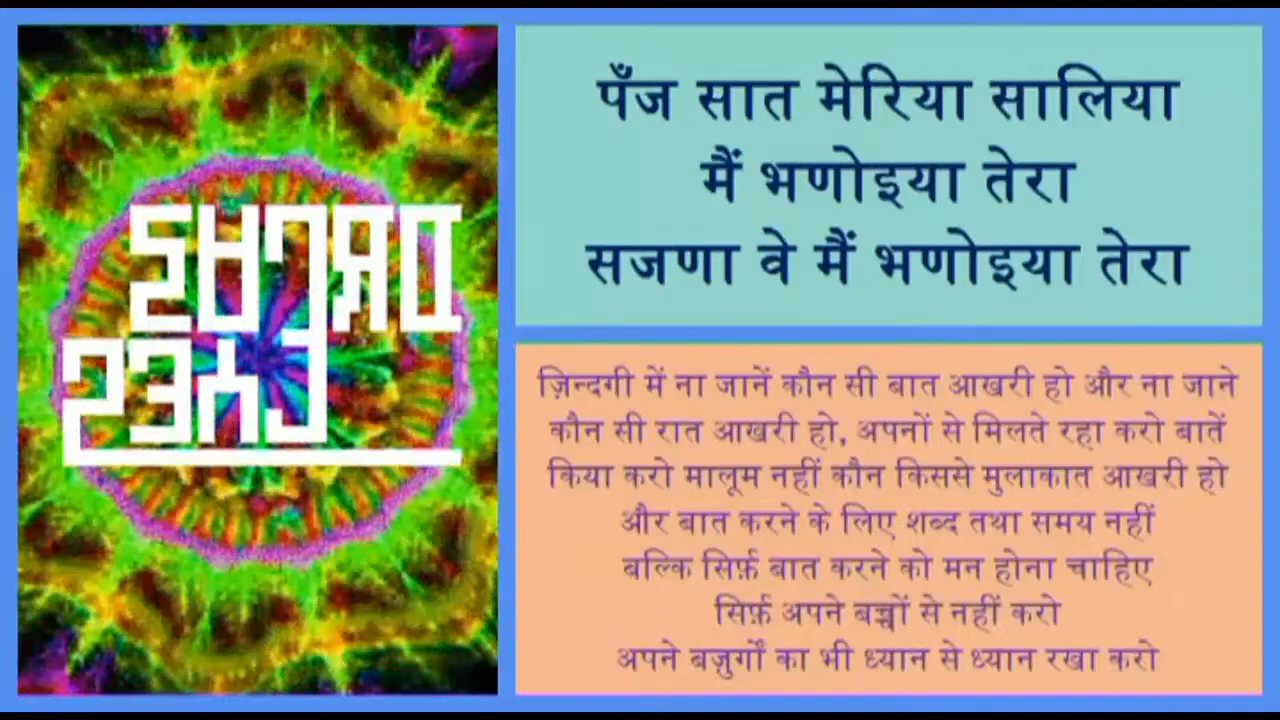 पँज सात मेरिया सालिया
मैं भणोइया तेरा
सजणा वे मैं भणोइया तेरा
ज़िन्दगी में ना जानें कौन सी बात आखरी हो और ना जाने
कौन सी रात आखरी हो, अपनों से मिलते रहा करो बातें
किया करो मालूम नहीं कौन किससे मुलाकात आखरी हो
और बात करने के लिए शब्द तथा समय नहीं
बल्कि सिर्फ़ बात करने को मन होना चाहिए
सिर्फ़ अपने बच्चों से नहीं करो
अपने बज़ुर्गों का भी ध्यान से ध्यान रखा करो